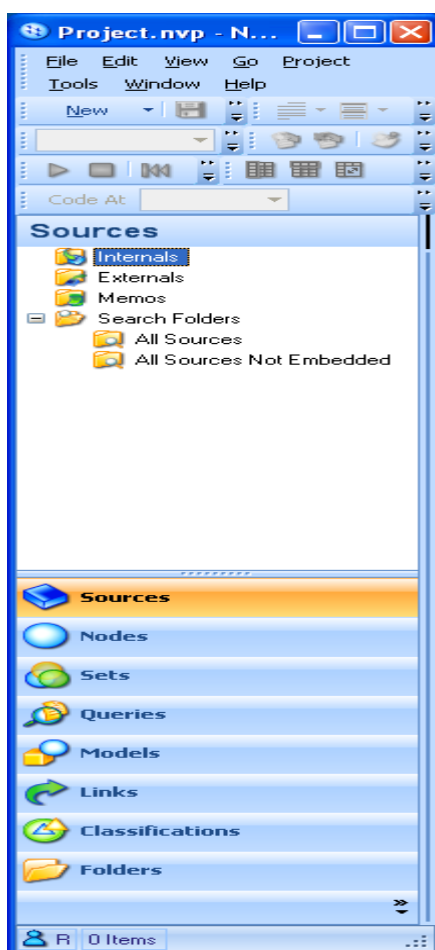 Project.nvp - N...
File Edit View Go Project
Tools Window Help
New
Code At
Sources
Internals
Externals
Memos
Search Folders
All Sources
All Sources Not Embedded
Sources
Nodes
Sets
Queries
Models
Links
Classifications
Folders
R 0 Items